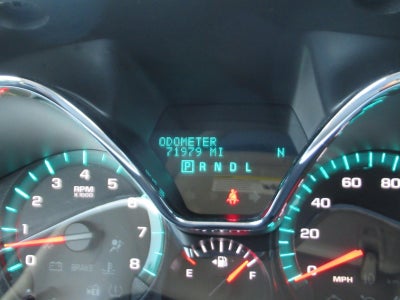 ODOMETER
71979 MI N
P R N D L
1 2 3 4 5 6 7 8
RPM
X1000
BRAKE
E F
0 20 40 60 80
MPH